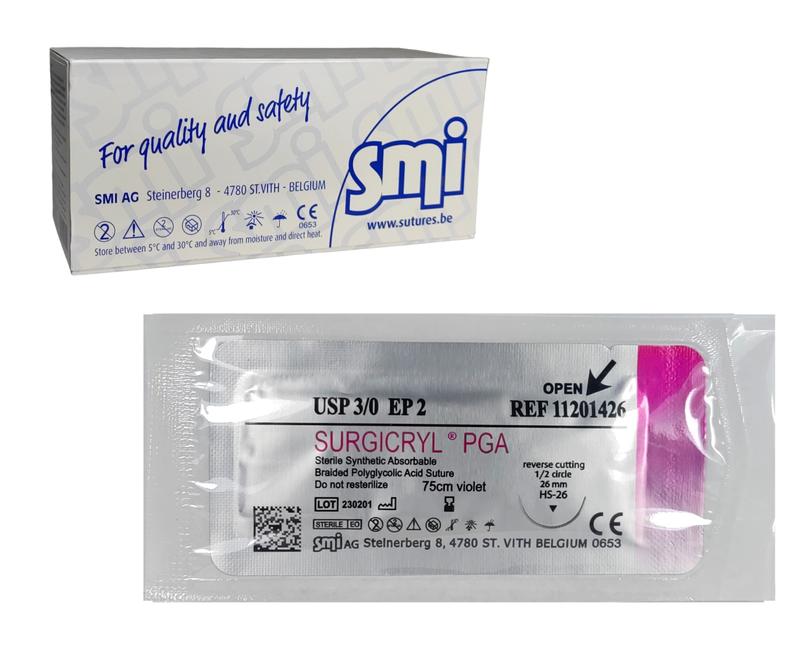 For quality and safety
smi
SMI AG Steinerberg 8 - 4780 ST.VITH - BELGIUM
www.sutures.be
30°C
5°C
2
2
CE
0653
Store between 5°C and 30°C and away from moisture and direct heat.
OPEN
USP 3/0 EP 2 REF 11201426
SURGICRYL® PGA
Sterile Synthetic Absorbable
Braided Polyglycolic Acid Suture
Do not resterilize 75cm violet
reverse cutting
1/2 circle
26 mm
HS-26
LOT 230201
STERILE EO
2
CE
smi AG Steinerberg 8, 4780 ST. VITH BELGIUM 0653